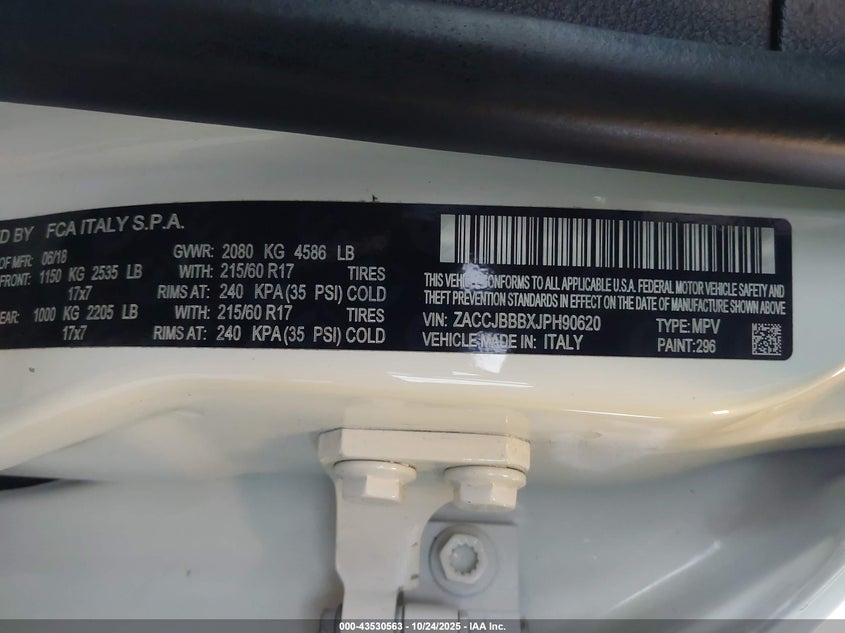 D BY FCA ITALY S.P.A.
OF MFR: 06/18 GVWR: 2080 KG 4586 LB
FRONT: 1150 KG 2535 LB WITH: 215/60 R17 TIRES
17x7 RIMS AT: 240 KPA(35 PSI) COLD
EAR: 1000 KG 2205 LB WITH: 215/60 R17 TIRES
17x7 RIMS AT: 240 KPA(35 PSI) COLD
THIS VEHICLE CONFORMS TO ALL APPLICABLE U.S.A. FEDERAL MOTOR VEHICLE SAFETY AND
THEFT PREVENTION STANDARDS IN EFFECT ON THE DATE OF MANUFACTURE SHOWN ABOVE
VIN: ZACCJBBBXJPH90620 TYPE: MPV
VEHICLE MADE IN: ITALY PAINT:296
000-43530563 | 10/24/2025 | IAA Inc.